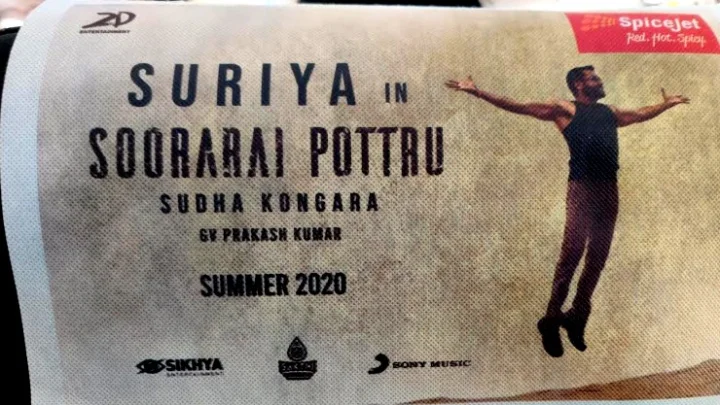 2D
ENTERTAINMENT
SpiceJet
Red. Hot. Spicy.
SURIYA IN
SOORARAI POTTRU
SUDHA KONGARA
GV PRAKASH KUMAR
SUMMER 2020
SIKHYA
ENTERTAINMENT
SONY MUSIC